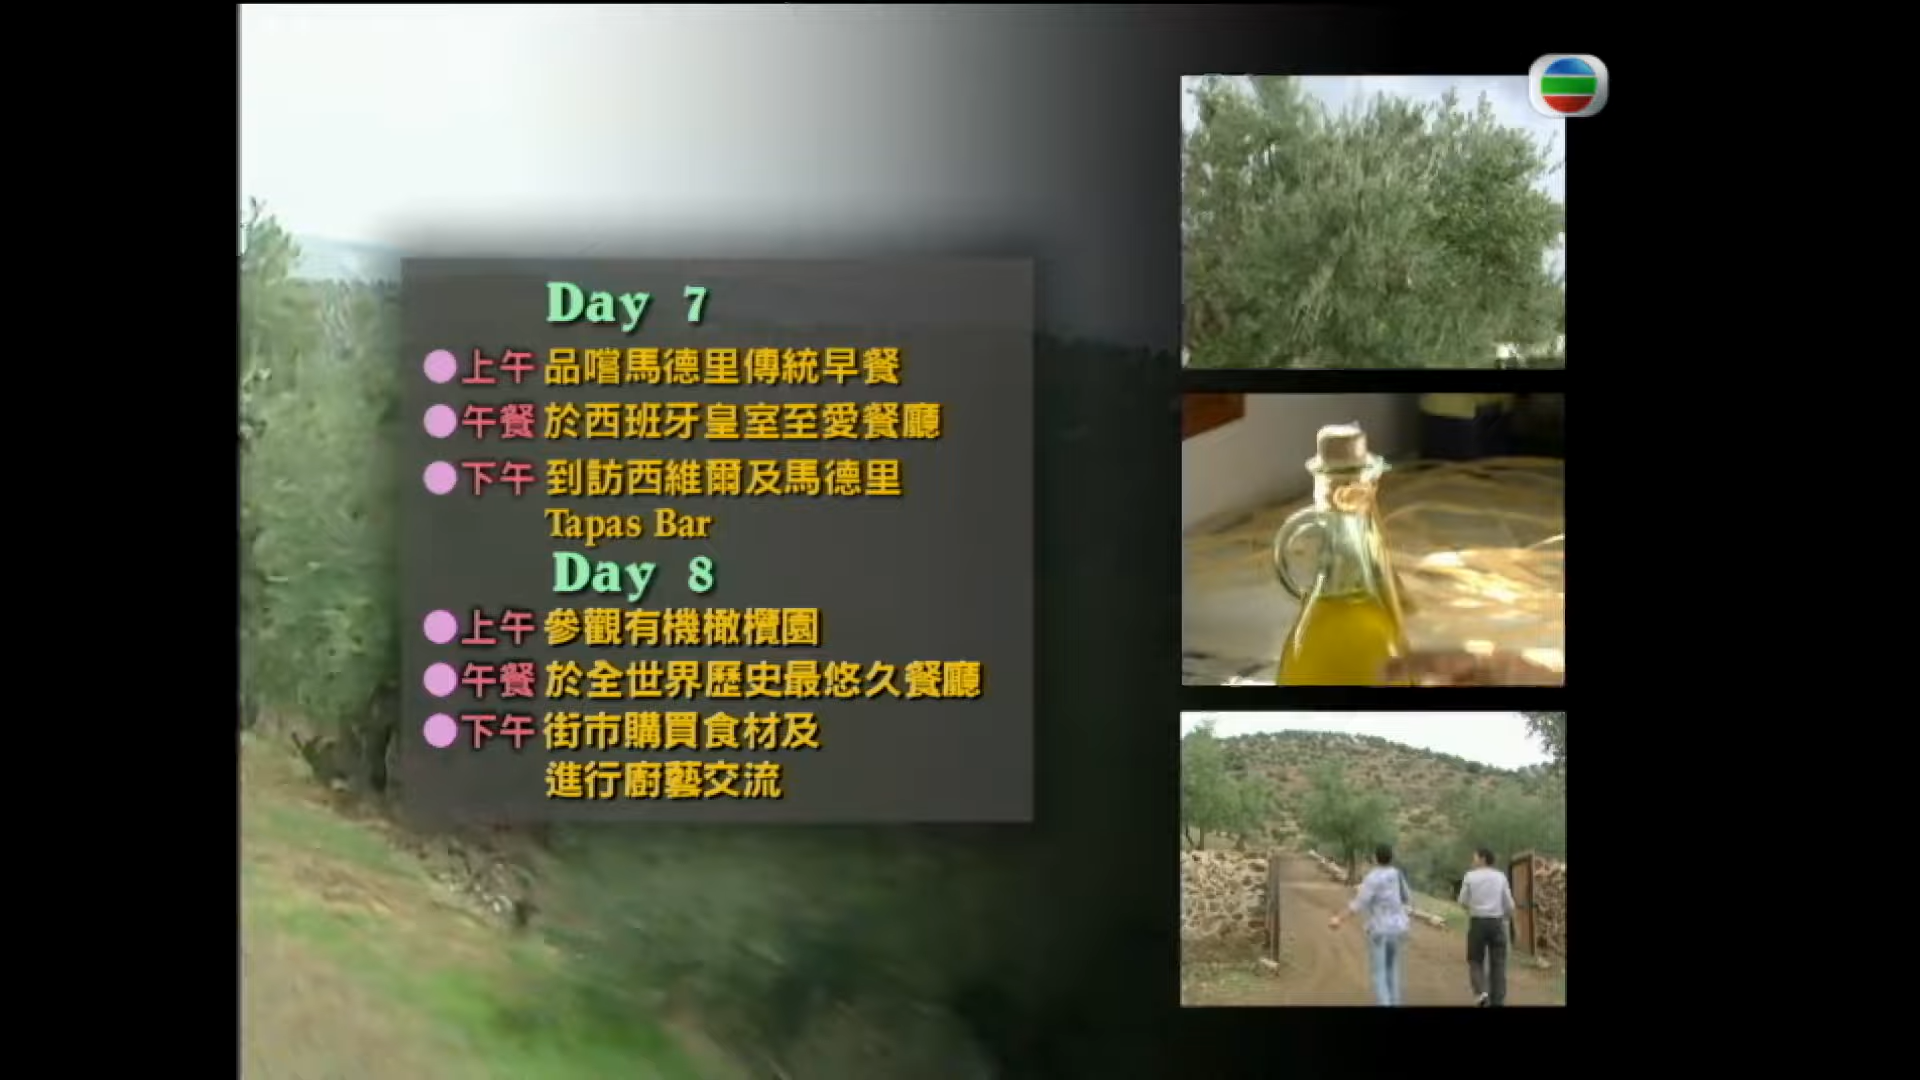 Day 7
●上午 品嚐馬德里傳統早餐
●午餐 於西班牙皇室至愛餐廳
●下午 到訪西維爾及馬德里
Tapas Bar
Day 8
●上午 參觀有機橄欖園
●午餐 於全世界歷史最悠久餐廳
●下午 街市購買食材及
進行廚藝交流